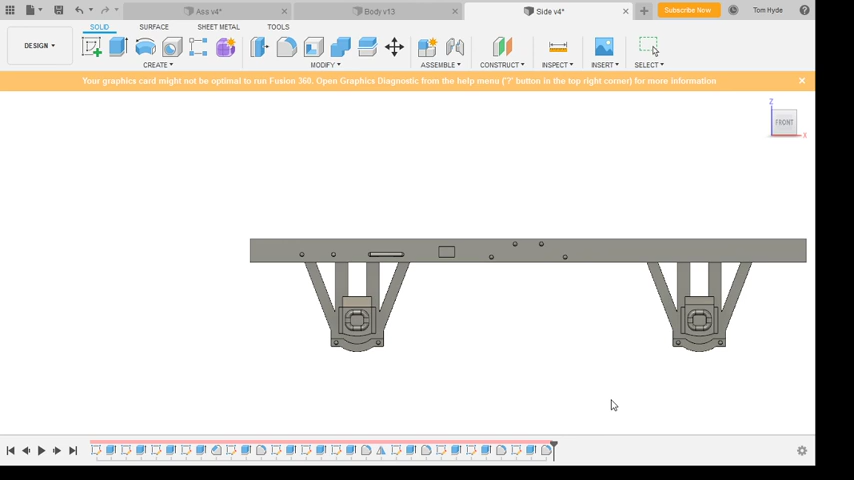 Ass v4*
Body v13
Side v4*
Subscribe Now
Tom Hyde
DESIGN
SOLID
SURFACE
SHEET METAL
TOOLS
CREATE
MODIFY
ASSEMBLE
CONSTRUCT
INSPECT
INSERT
SELECT
Your graphics card might not be optimal to run Fusion 360. Open Graphics Diagnostic from the help menu ('?' button in the top right corner) for more information
Z
FRONT
X